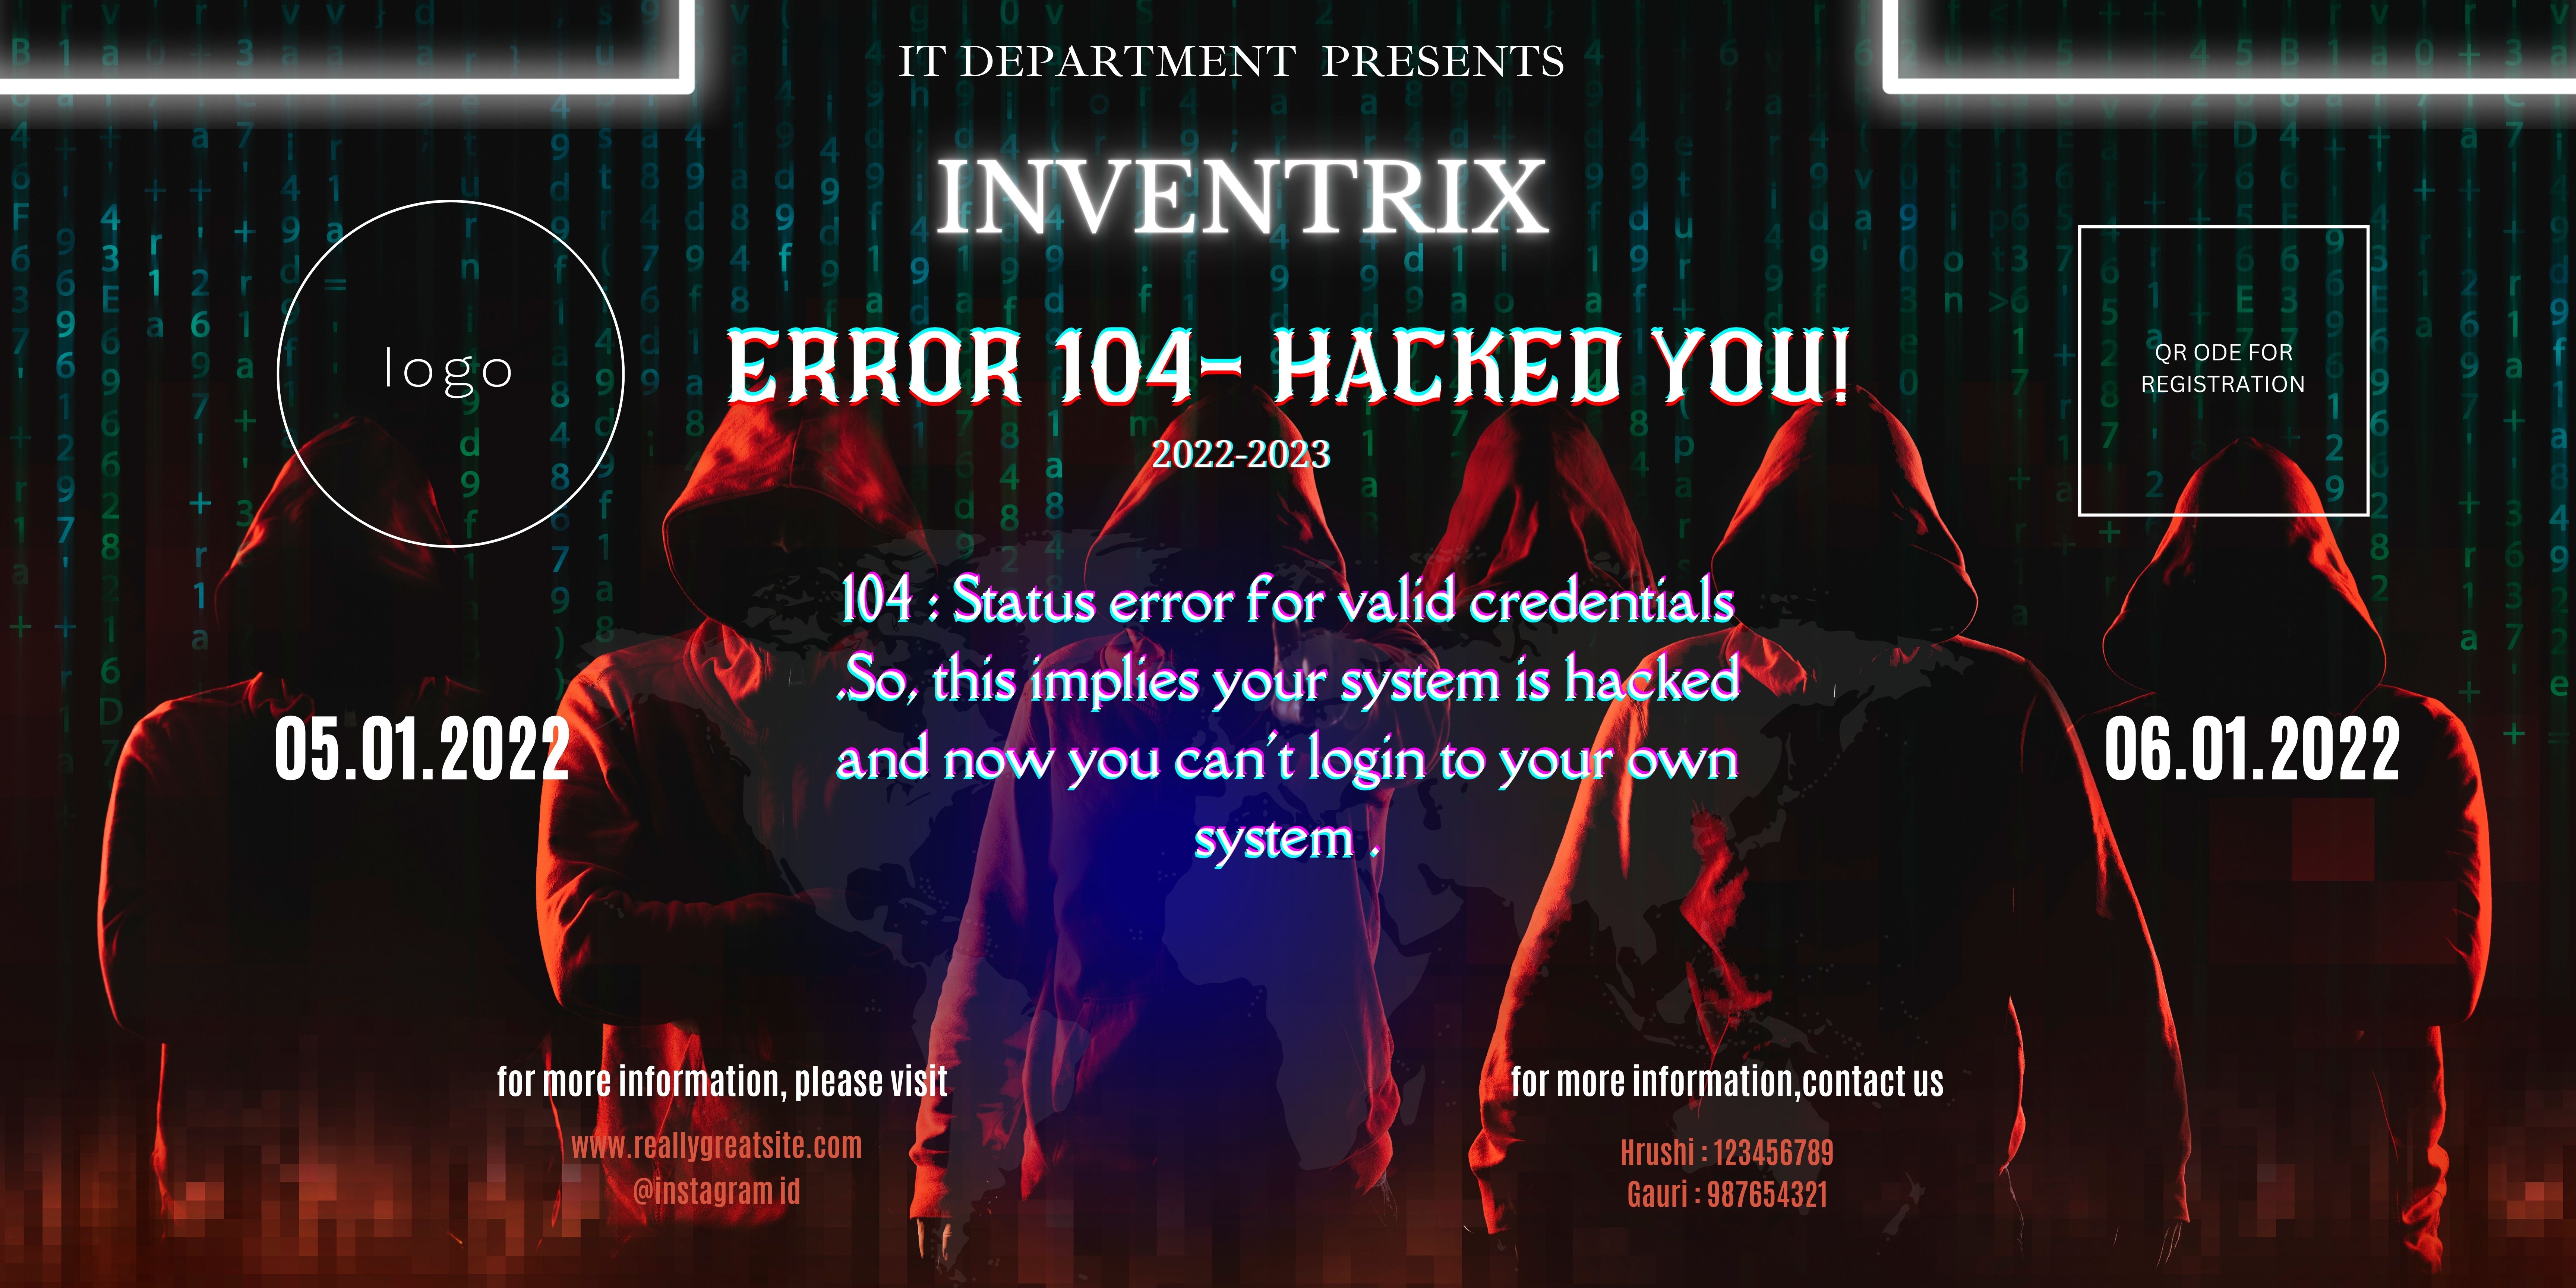 IT DEPARTMENT PRESENTS
INVENTRIX
logo
QR ODE FOR
REGISTRATION
ERROR 104- HACKED YOU!
2022-2023
104 : Status error for valid credentials
.So, this implies your system is hacked
and now you can't login to your own
system .
05.01.2022
06.01.2022
for more information, please visit
www.reallygreatsite.com
@instagram id
for more information,contact us
Hrushi : 123456789
Gauri : 987654321